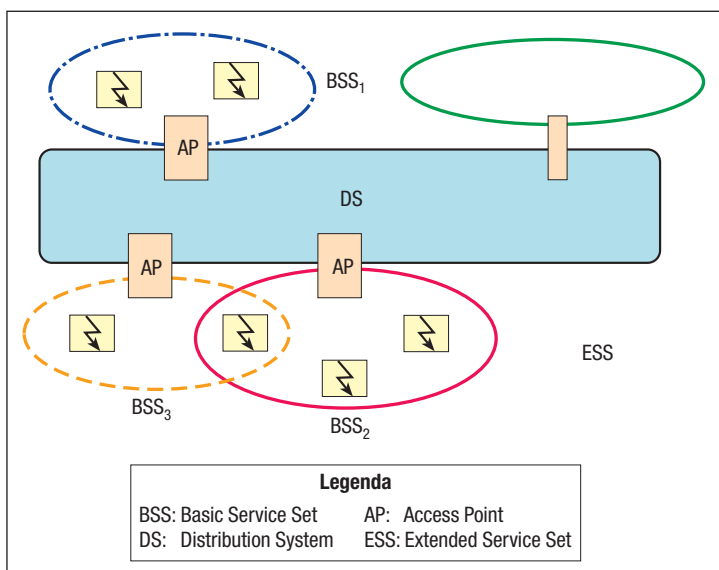 BSS₁
AP
DS
AP
AP
ESS
BSS₃
BSS₂
Legenda
BSS: Basic Service Set AP: Access Point
DS: Distribution System ESS: Extended Service Set